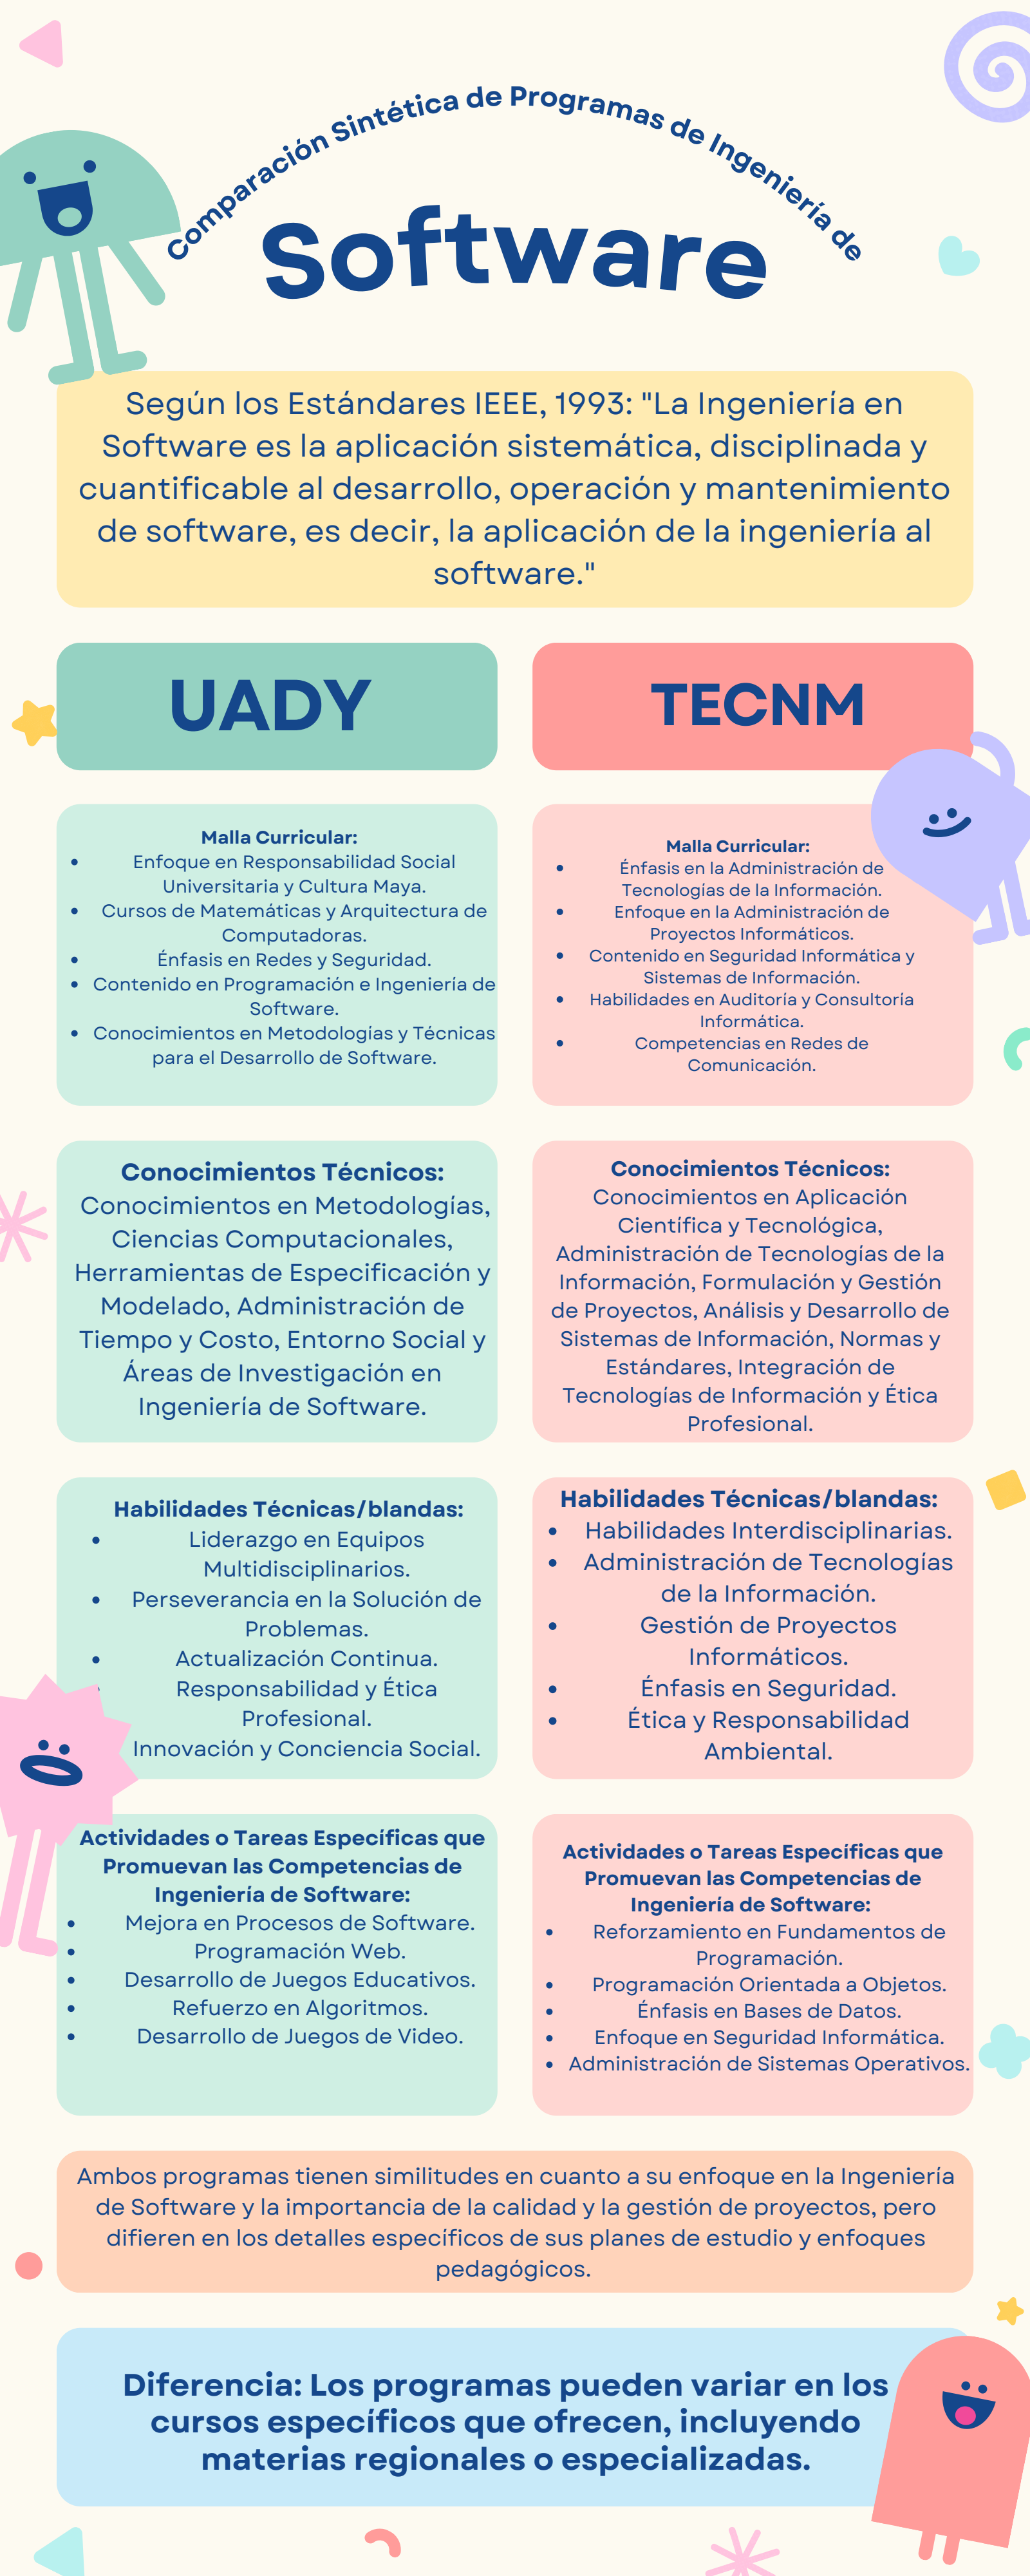 Comparación Sintética de Programas de Ingeniería de
Software
Según los Estándares IEEE, 1993: "La Ingeniería en
Software es la aplicación sistemática, disciplinada y
cuantificable al desarrollo, operación y mantenimiento
de software, es decir, la aplicación de la ingeniería al
software."
UADY
Malla Curricular:
• Enfoque en Responsabilidad Social
Universitaria y Cultura Maya.
• Cursos de Matemáticas y Arquitectura de
Computadoras.
• Énfasis en Redes y Seguridad.
• Contenido en Programación e Ingeniería de
Software.
• Conocimientos en Metodologías y Técnicas
para el Desarrollo de Software.
Conocimientos Técnicos:
Conocimientos en Metodologías,
Ciencias Computacionales,
Herramientas de Especificación y
Modelado, Administración de
Tiempo y Costo, Entorno Social y
Áreas de Investigación en
Ingeniería de Software.
Habilidades Técnicas/blandas:
• Liderazgo en Equipos
Multidisciplinarios.
• Perseverancia en la Solución de
Problemas.
• Actualización Continua.
• Responsabilidad y Ética
Profesional.
Innovación y Conciencia Social.
Actividades o Tareas Específicas que
Promuevan las Competencias de
Ingeniería de Software:
• Mejora en Procesos de Software.
• Programación Web.
• Desarrollo de Juegos Educativos.
• Refuerzo en Algoritmos.
• Desarrollo de Juegos de Video.
TECNM
Malla Curricular:
• Énfasis en la Administración de
Tecnologías de la Información.
• Enfoque en la Administración de
Proyectos Informáticos.
• Contenido en Seguridad Informática y
Sistemas de Información.
• Habilidades en Auditoría y Consultoría
Informática.
• Competencias en Redes de
Comunicación.
Conocimientos Técnicos:
Conocimientos en Aplicación
Científica y Tecnológica,
Administración de Tecnologías de la
Información, Formulación y Gestión
de Proyectos, Análisis y Desarrollo de
Sistemas de Información, Normas y
Estándares, Integración de
Tecnologías de Información y Ética
Profesional.
Habilidades Técnicas/blandas:
• Habilidades Interdisciplinarias.
• Administración de Tecnologías
de la Información.
• Gestión de Proyectos
Informáticos.
• Énfasis en Seguridad.
• Ética y Responsabilidad
Ambiental.
Actividades o Tareas Específicas que
Promuevan las Competencias de
Ingeniería de Software:
• Reforzamiento en Fundamentos de
Programación.
• Programación Orientada a Objetos.
• Énfasis en Bases de Datos.
• Enfoque en Seguridad Informática.
• Administración de Sistemas Operativos.
Ambos programas tienen similitudes en cuanto a su enfoque en la Ingeniería
de Software y la importancia de la calidad y la gestión de proyectos, pero
difieren en los detalles específicos de sus planes de estudio y enfoques
pedagógicos.
Diferencia: Los programas pueden variar en los
cursos específicos que ofrecen, incluyendo
materias regionales o especializadas.